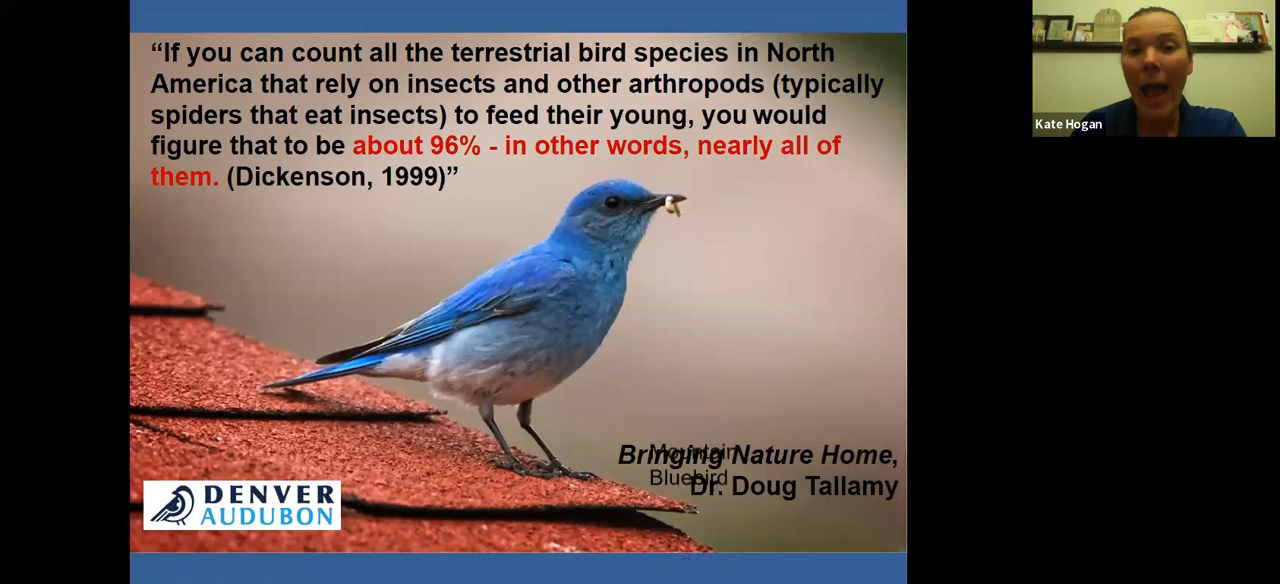 “If you can count all the terrestrial bird species in North
America that rely on insects and other arthropods (typically
spiders that eat insects) to feed their young, you would
figure that to be about 96% - in other words, nearly all of
them. (Dickenson, 1999)”
Kate Hogan
Mountain
Bluebird
Bringing Nature Home,
Dr. Doug Tallamy
DENVER
AUDUBON